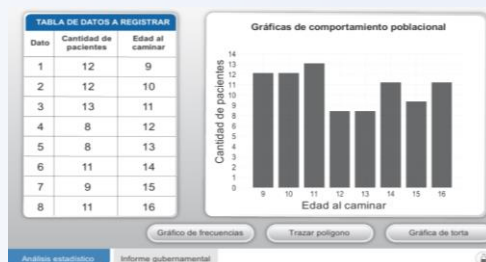 TABLA DE DATOS A REGISTRAR
Dato Cantidad de pacientes Edad al caminar
1 12 9
2 12 10
3 13 11
4 8 12
5 8 13
6 11 14
7 9 15
8 11 16
Gráficas de comportamiento poblacional
Cantidad de pacientes
14
13
12
11
10
9
8
6
5
4
3
2
1
0
9 10 11 12 13 14 15 16
Edad al caminar
Gráfico de frecuencias Trazar polígono Gráfica de torta
Análisis estadístico Informe gubernamental